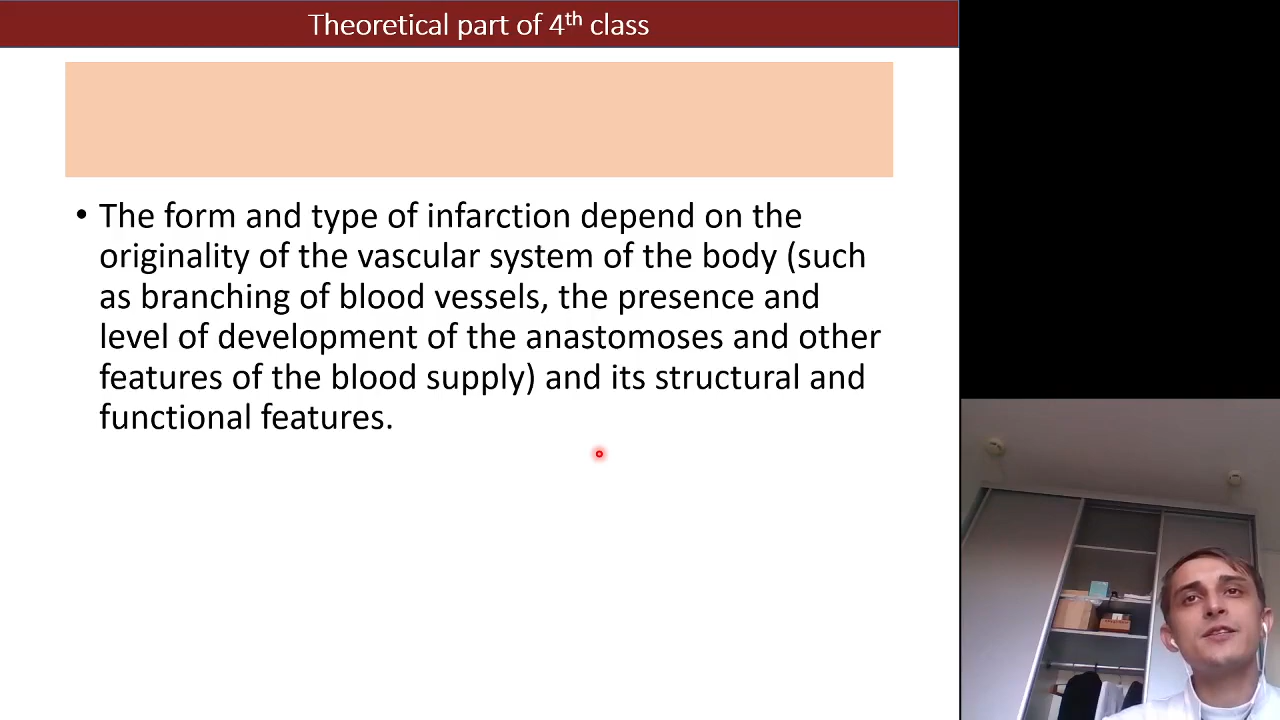 Theoretical part of 4th class
• The form and type of infarction depend on the
originality of the vascular system of the body (such
as branching of blood vessels, the presence and
level of development of the anastomoses and other
features of the blood supply) and its structural and
functional features.